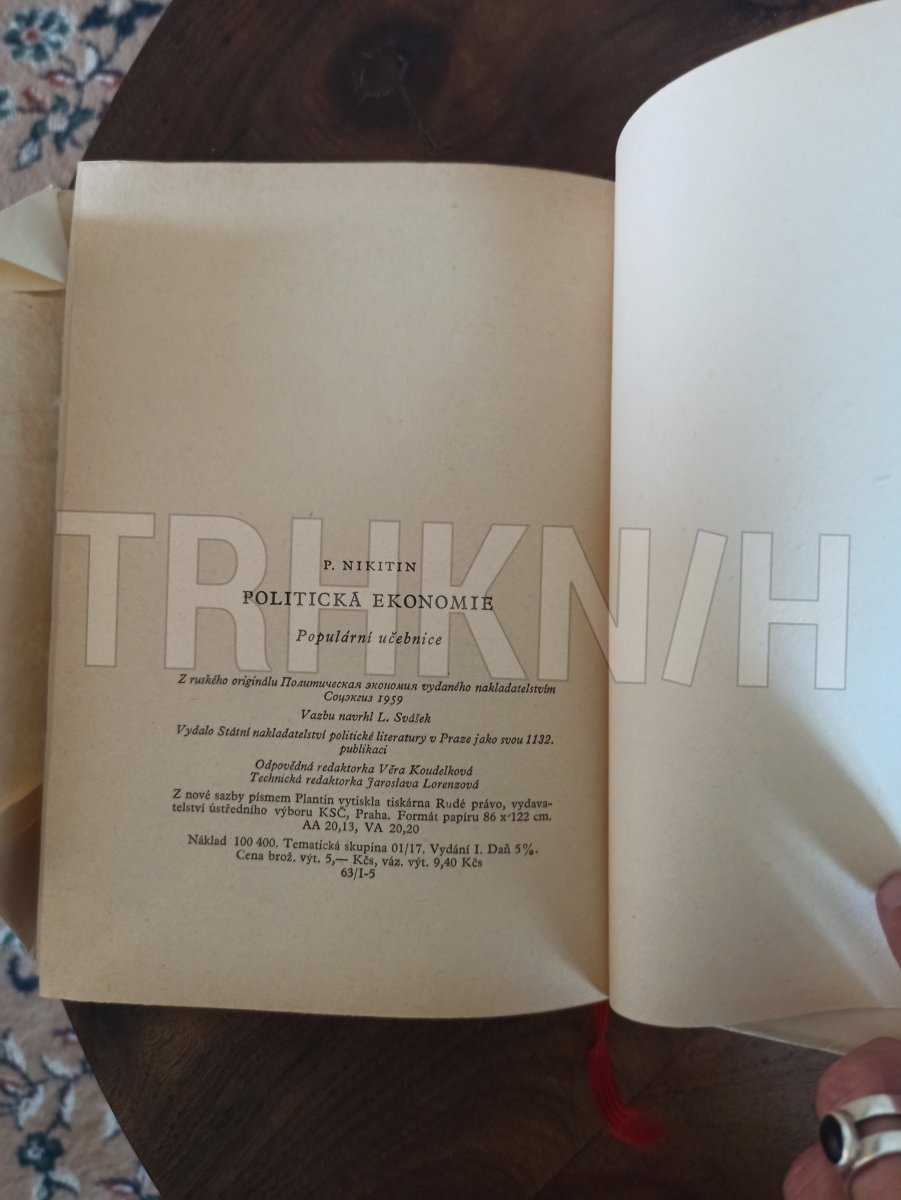 TRHKN/H
P. NIKITIN
POLITICKÁ EKONOMIE
Populární učebnice
Z ruského originálu Политическая экономия vydaného nakladatelstvím
Соцэкгиз 1959
Vazbu navrhl L. Svášek
Vydalo Státní nakladatelství politické literatury v Praze jako svou 1132.
publikaci
Odpovědná redaktorka Věra Koudelková
Technická redaktorka Jaroslava Lorenzová
Z nové sazby písmem Plantin vytiskla tiskárna Rudé právo, vydava-
telství ústředního výboru KSČ, Praha. Formát papíru 86 x 122 cm.
AA 20,13, VA 20,20
Náklad 100 400. Tematická skupina 01/17. Vydání I. Daň 5%.
Cena brož. výt. 5,— Kčs, váz. výt. 9,40 Kčs
63/I-5